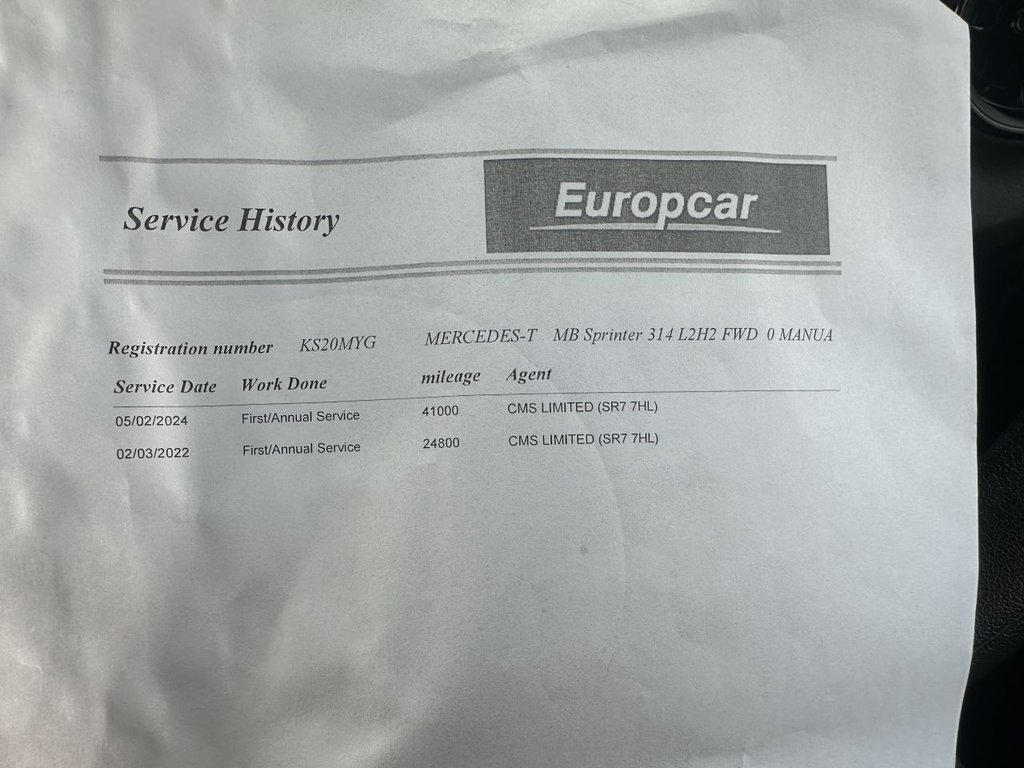 Service History
Europcar
Registration number KS20MYG MERCEDES-T MB Sprinter 314 L2H2 FWD 0 MANUA
Service Date Work Done mileage Agent
05/02/2024 First/Annual Service 41000 CMS LIMITED (SR7 7HL)
02/03/2022 First/Annual Service 24800 CMS LIMITED (SR7 7HL)